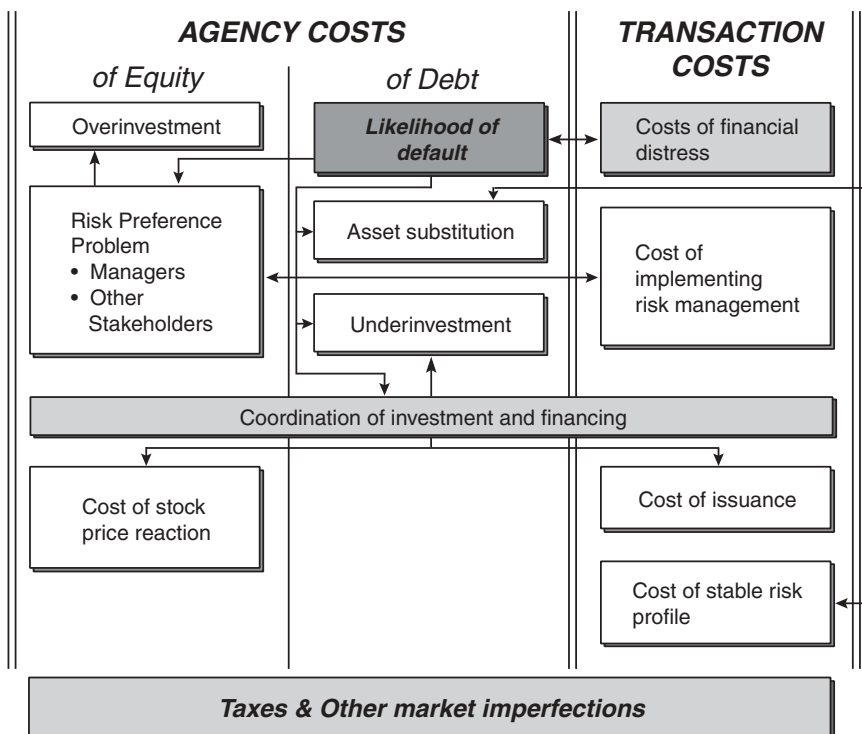 AGENCY COSTS
TRANSACTION
COSTS
of Equity
of Debt
Overinvestment
Likelihood of
default
Costs of financial
distress
Risk Preference
Problem
• Managers
• Other
Stakeholders
Asset substitution
Cost of
implementing
risk management
Underinvestment
Coordination of investment and financing
Cost of stock
price reaction
Cost of issuance
Cost of stable risk
profile
Taxes & Other market imperfections